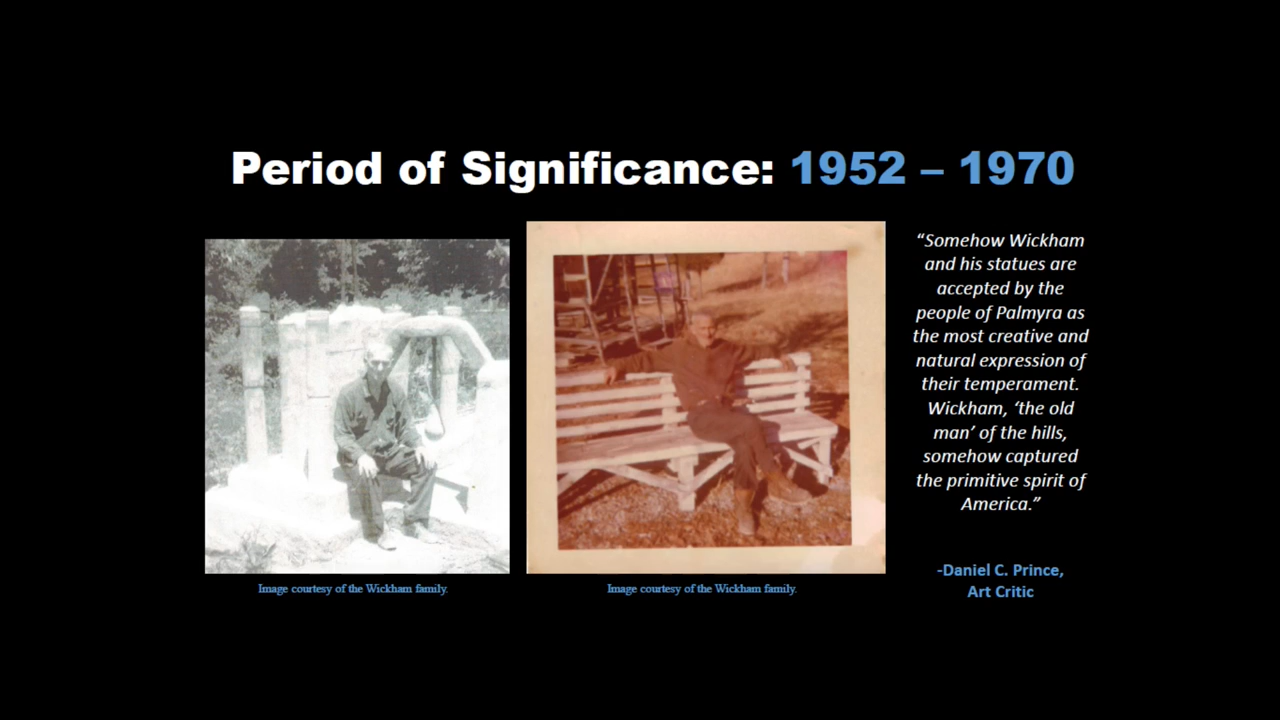 Period of Significance: 1952 – 1970
“Somehow Wickham
and his statues are
accepted by the
people of Palmyra as
the most creative and
natural expression of
their temperament.
Wickham, ‘the old
man’ of the hills,
somehow captured
the primitive spirit of
America.”
-Daniel C. Prince,
Art Critic
Image courtesy of the Wickham family.
Image courtesy of the Wickham family.